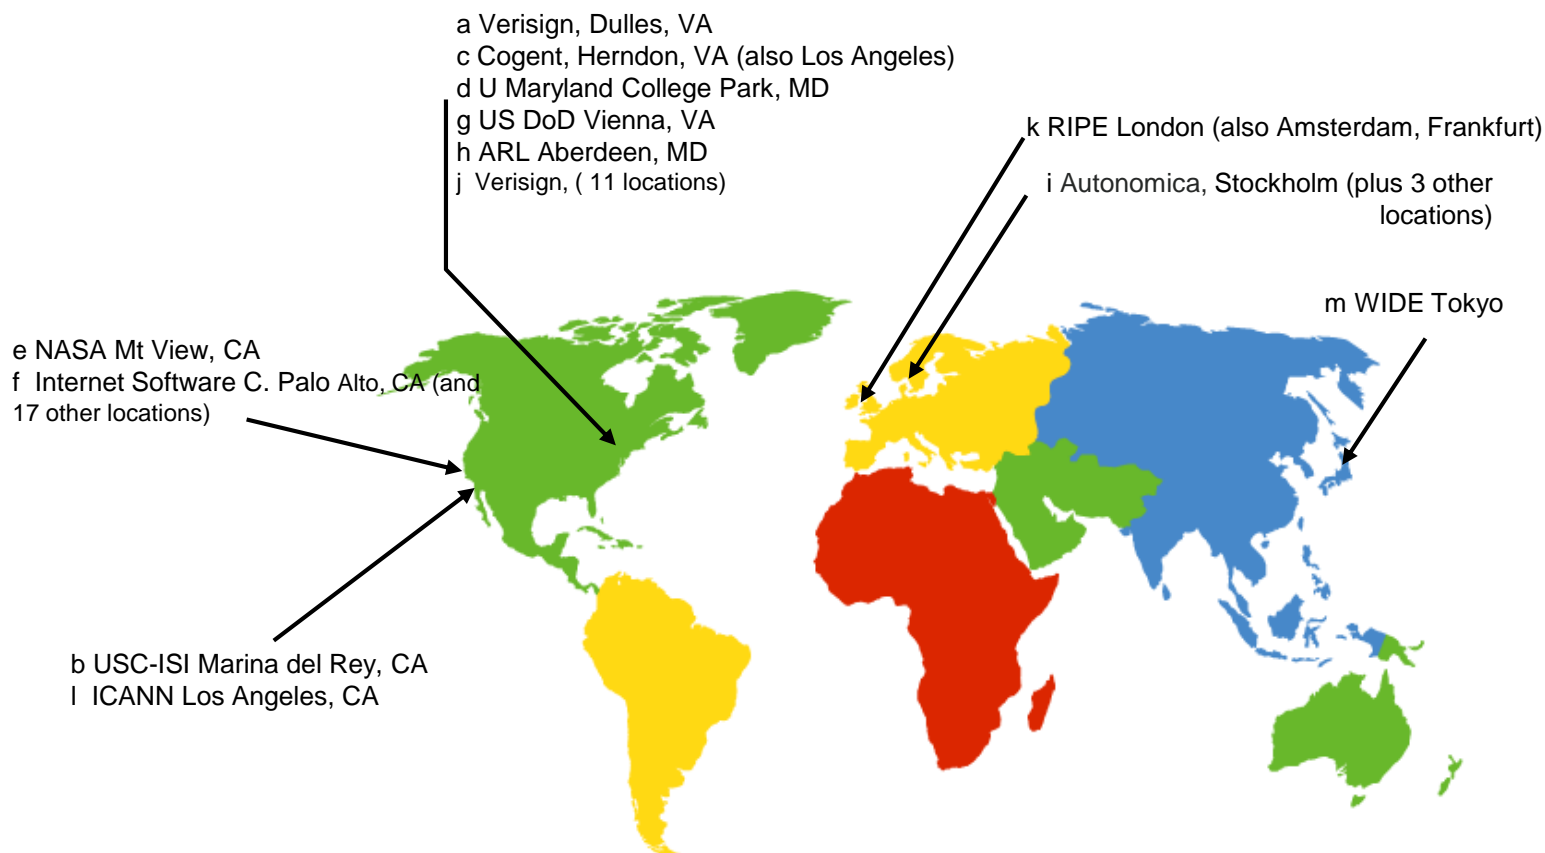 a Verisign, Dulles, VA
c Cogent, Herndon, VA (also Los Angeles)
d U Maryland College Park, MD
g US DoD Vienna, VA
h ARL Aberdeen, MD
j Verisign, ( 11 locations)
k RIPE London (also Amsterdam, Frankfurt)
i Autonomica, Stockholm (plus 3 other
locations)
m WIDE Tokyo
e NASA Mt View, CA
f Internet Software C. Palo Alto, CA (and
17 other locations)
b USC-ISI Marina del Rey, CA
l ICANN Los Angeles, CA